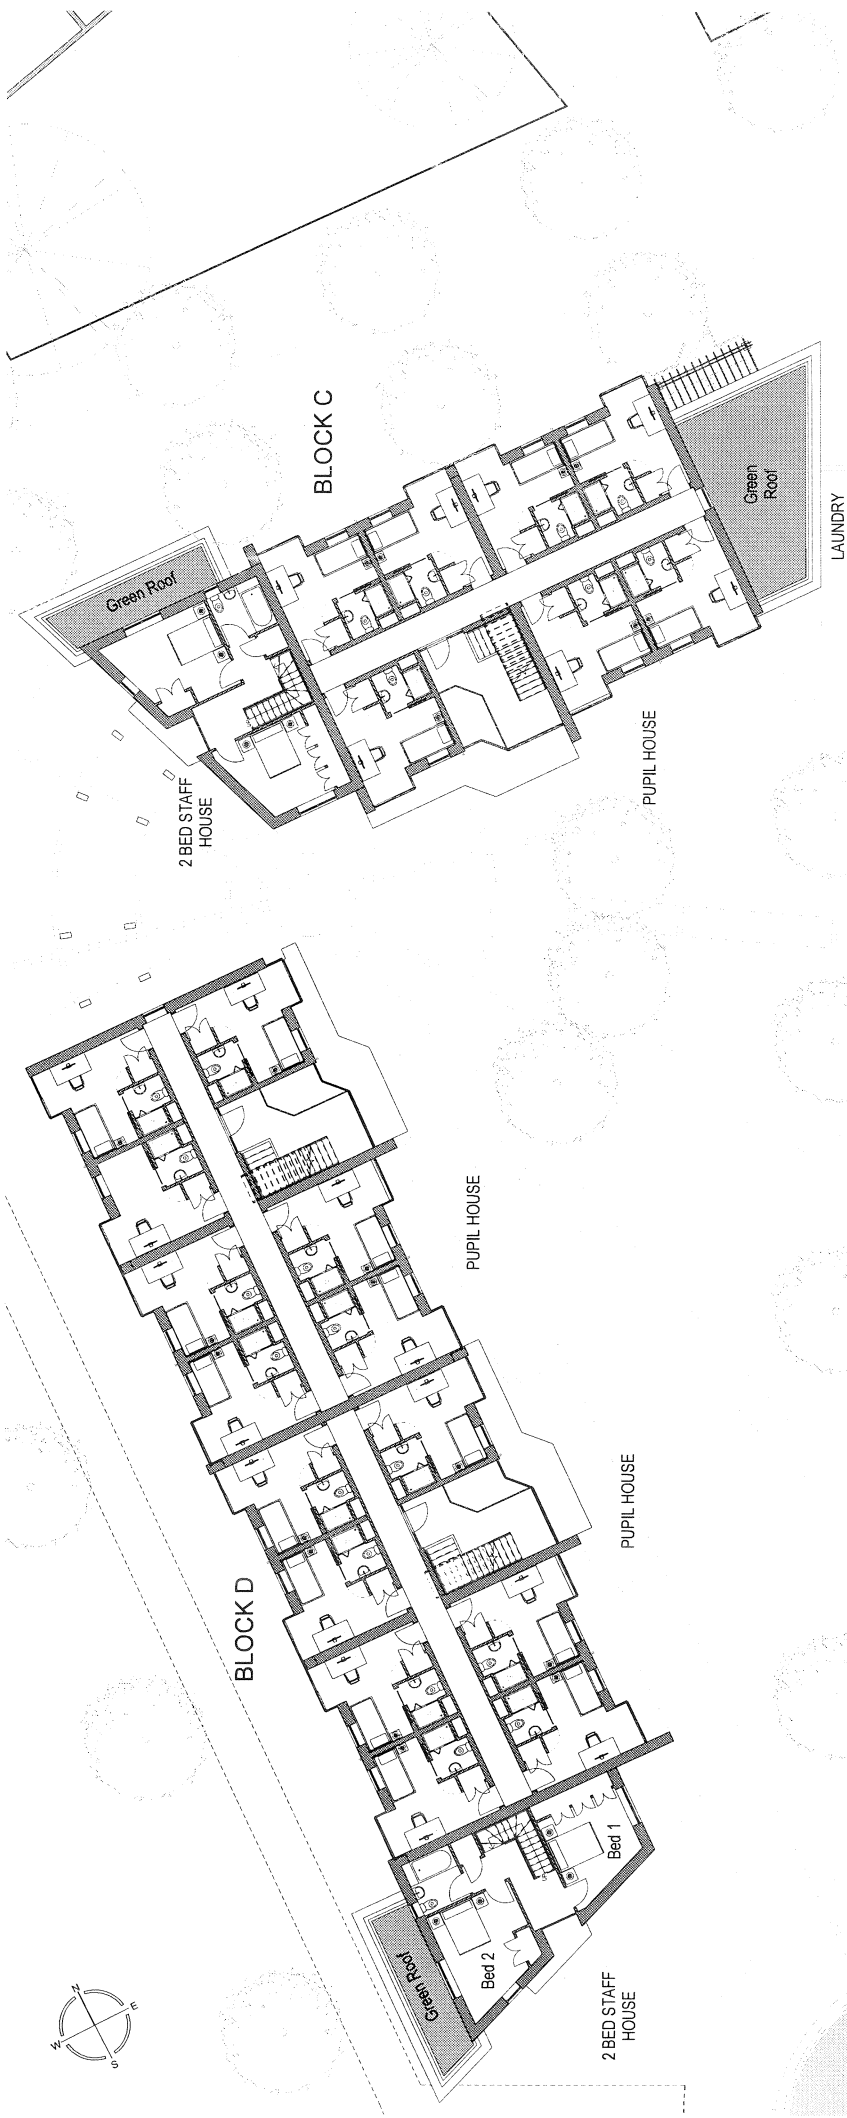 BLOCK C
Green Roof
Green
Roof
LAUNDRY
PUPIL HOUSE
2 BED STAFF
HOUSE
PUPIL HOUSE
PUPIL HOUSE
BLOCK D
Bed 1
Bed 2
Green Roof
2 BED STAFF
HOUSE
N
E
S
W